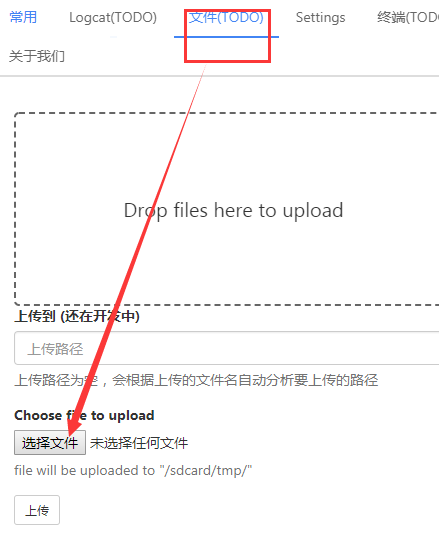 常用 Logcat(TODO) 文件(TODO) Settings 终端(TODO
关于我们
Drop files here to upload
上传到 (还在开发中)
上传路径
上传路径为空，会根据上传的文件名自动分析要上传的路径
Choose file to upload
选择文件 未选择任何文件
file will be uploaded to "/sdcard/tmp/"
上传